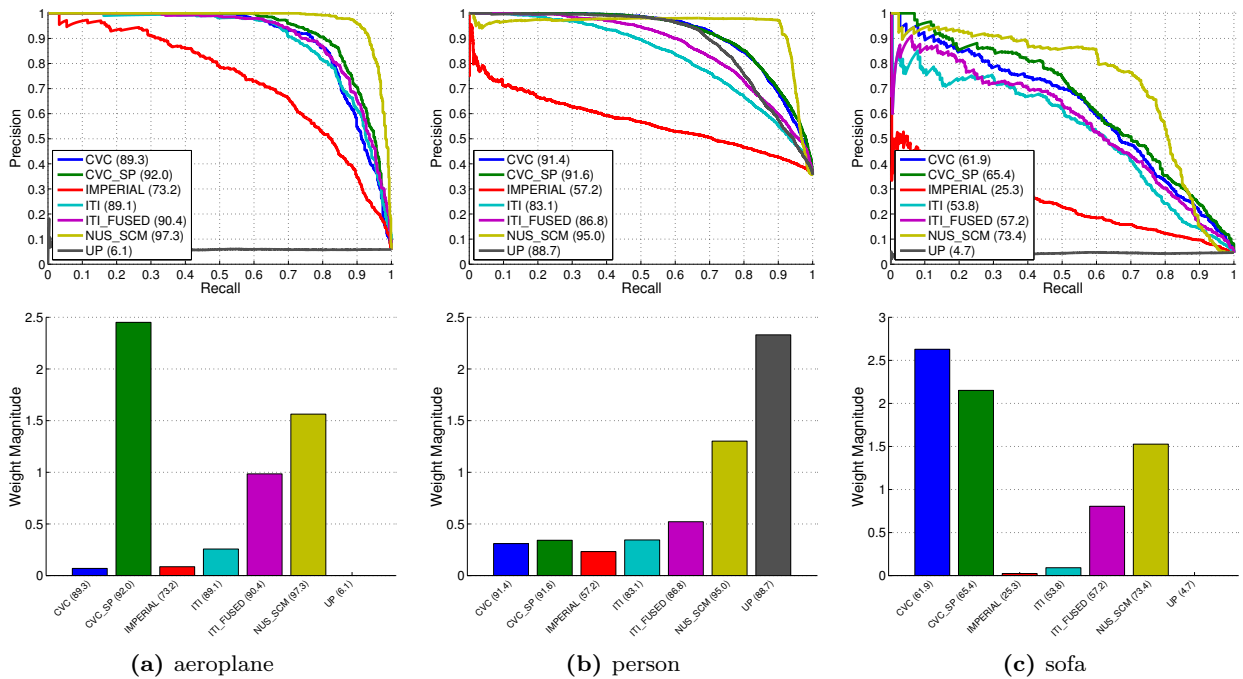 1
0.9
0.8
0.7
0.6
0.5
0.4
0.3
0.2
0.1
0
Precision
CVC (89.3)
CVC_SP (92.0)
IMPERIAL (73.2)
ITI (89.1)
ITI_FUSED (90.4)
NUS_SCM (97.3)
UP (6.1)
0 0.1 0.2 0.3 0.4 0.5 0.6 0.7 0.8 0.9 1
Recall
1
0.9
0.8
0.7
0.6
0.5
0.4
0.3
0.2
0.1
0
Precision
CVC (91.4)
CVC_SP (91.6)
IMPERIAL (57.2)
ITI (83.1)
ITI_FUSED (86.8)
NUS_SCM (95.0)
UP (88.7)
0 0.1 0.2 0.3 0.4 0.5 0.6 0.7 0.8 0.9 1
Recall
1
0.9
0.8
0.7
0.6
0.5
0.4
0.3
0.2
0.1
0
Precision
CVC (61.9)
CVC_SP (65.4)
IMPERIAL (25.3)
ITI (53.8)
ITI_FUSED (57.2)
NUS_SCM (73.4)
UP (4.7)
0 0.1 0.2 0.3 0.4 0.5 0.6 0.7 0.8 0.9 1
Recall
2.5
2
1.5
1
0.5
0
Weight Magnitude
CVC (89.3)
CVC_SP (92.0)
IMPERIAL (73.2)
ITI (89.1)
ITI_FUSED (90.4)
NUS_SCM (97.3)
UP (6.1)
(a) aeroplane
2.5
2
1.5
1
0.5
0
Weight Magnitude
CVC (91.4)
CVC_SP (91.6)
IMPERIAL (57.2)
ITI (83.1)
ITI_FUSED (86.8)
NUS_SCM (95.0)
UP (88.7)
(b) person
3
2.5
2
1.5
1
0.5
0
Weight Magnitude
CVC (61.9)
CVC_SP (65.4)
IMPERIAL (25.3)
ITI (53.8)
ITI_FUSED (57.2)
NUS_SCM (73.4)
UP (4.7)
(c) sofa